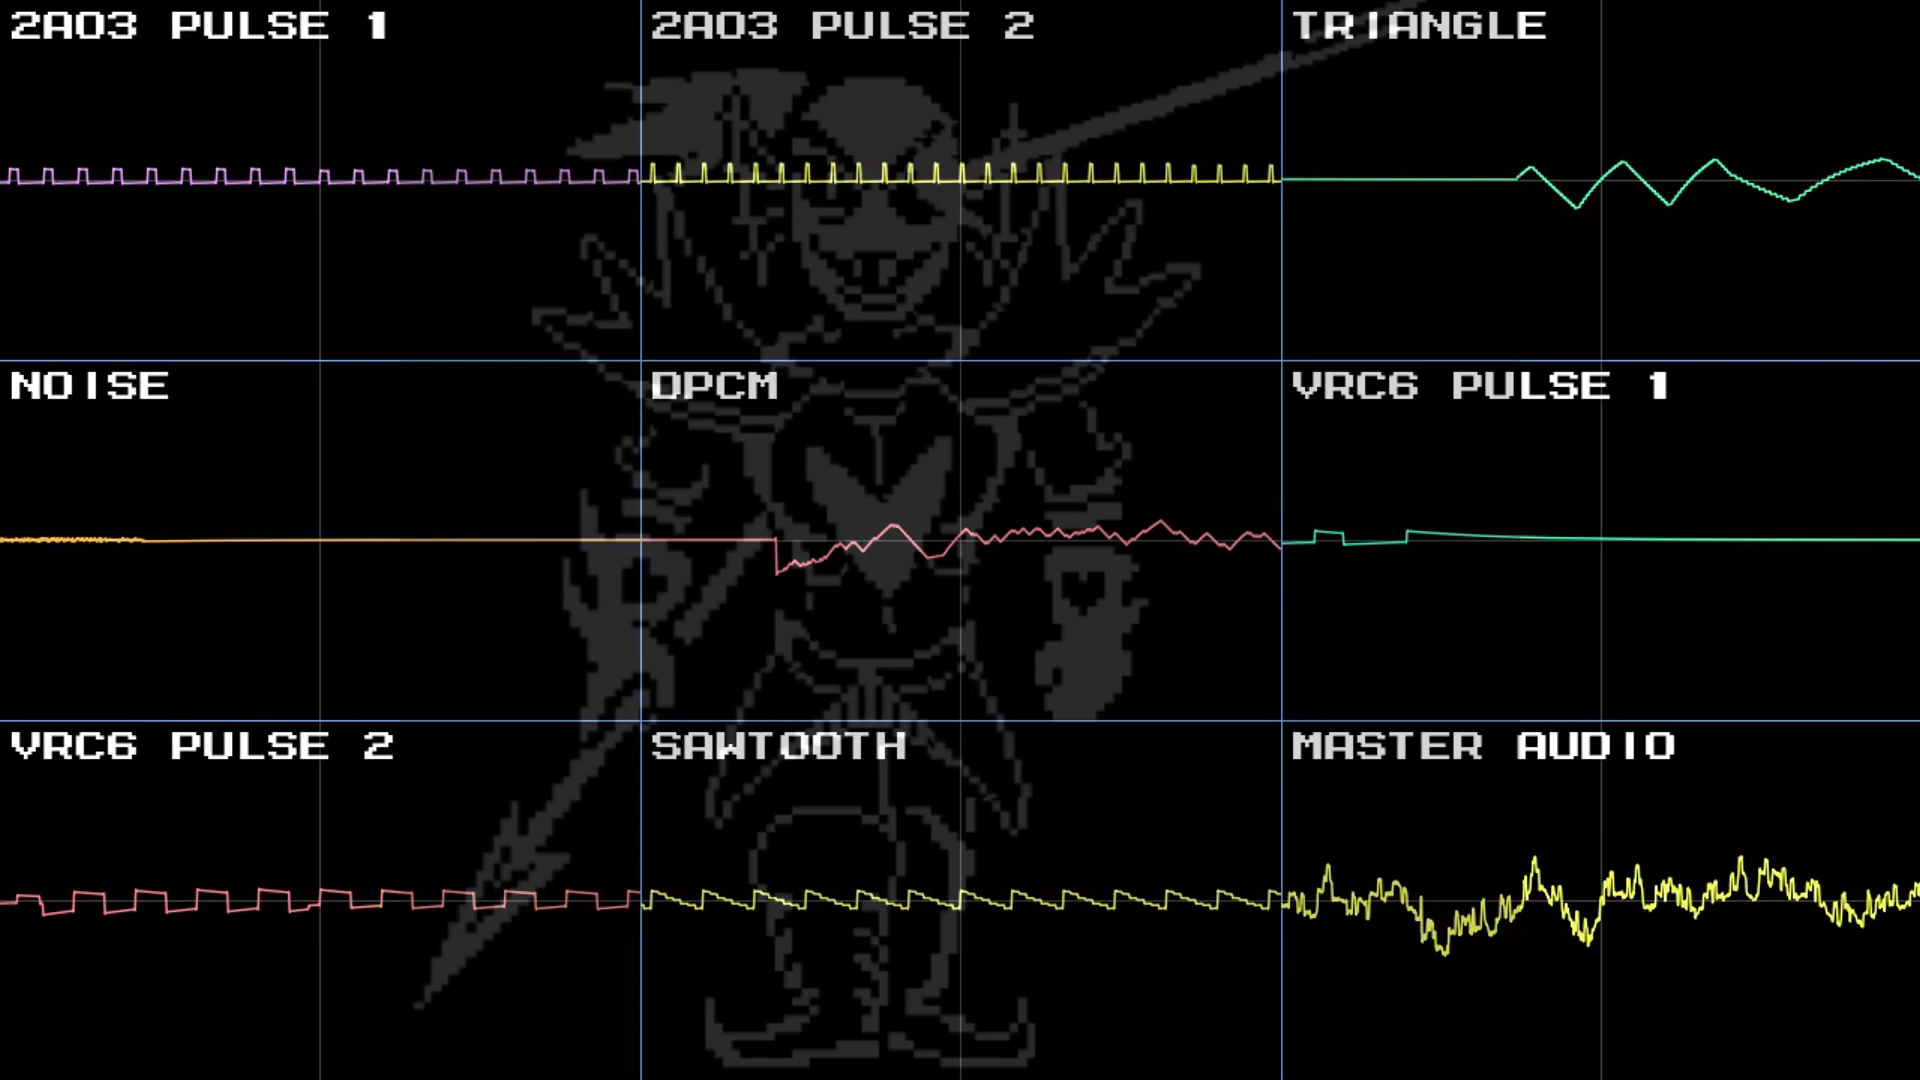 2A03 PULSE 1
2A03 PULSE 2
TRIANGLE
NOISE
DPCM
VRC6 PULSE 1
VRC6 PULSE 2
SAWTOOTH
MASTER AUDIO